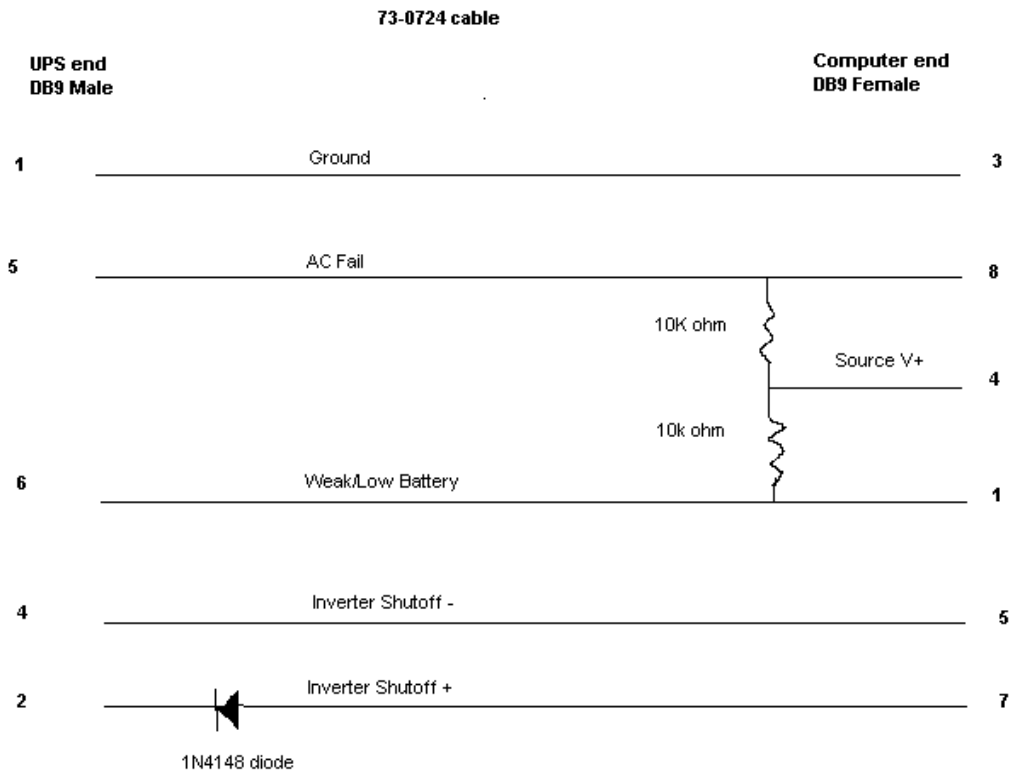 73-0724 cable
UPS end
DB9 Male
Computer end
DB9 Female
1
Ground
3
5
AC Fail
8
10K ohm
Source V+
4
10k ohm
6
Weak/Low Battery
1
4
Inverter Shutoff -
5
2
Inverter Shutoff +
7
1N4148 diode